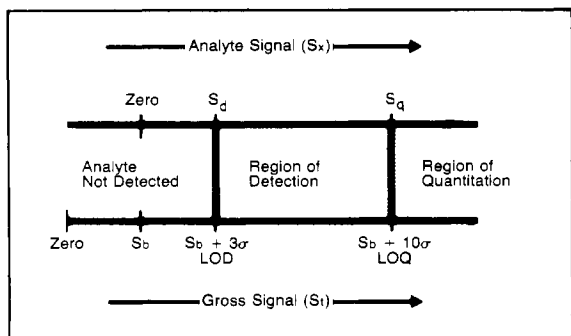 Analyte Signal (Sx)
Zero Sd Sq
Analyte Not Detected
Region of Detection
Region of Quantitation
Zero Sb Sb + 3σ LOD Sb + 10σ LOQ
Gross Signal (St)